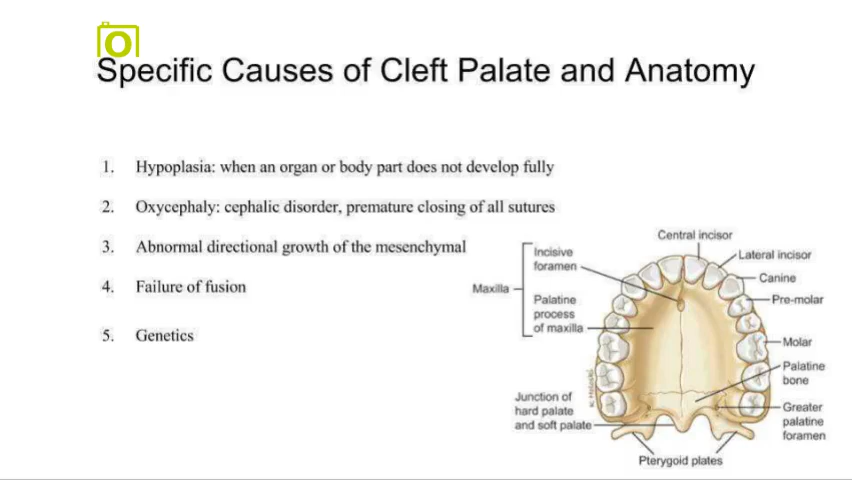 Specific Causes of Cleft Palate and Anatomy
1. Hypoplasia: when an organ or body part does not develop fully
2. Oxycephaly: cephalic disorder, premature closing of all sutures
3. Abnormal directional growth of the mesenchymal
4. Failure of fusion
5. Genetics
Central incisor
Incisive
foramen
Lateral incisor
Canine
Maxilla
Palatine
process
of maxilla
Pre-molar
Molar
Palatine
bone
Junction of
hard palate
and soft palate
Greater
palatine
foramen
Pterygoid plates